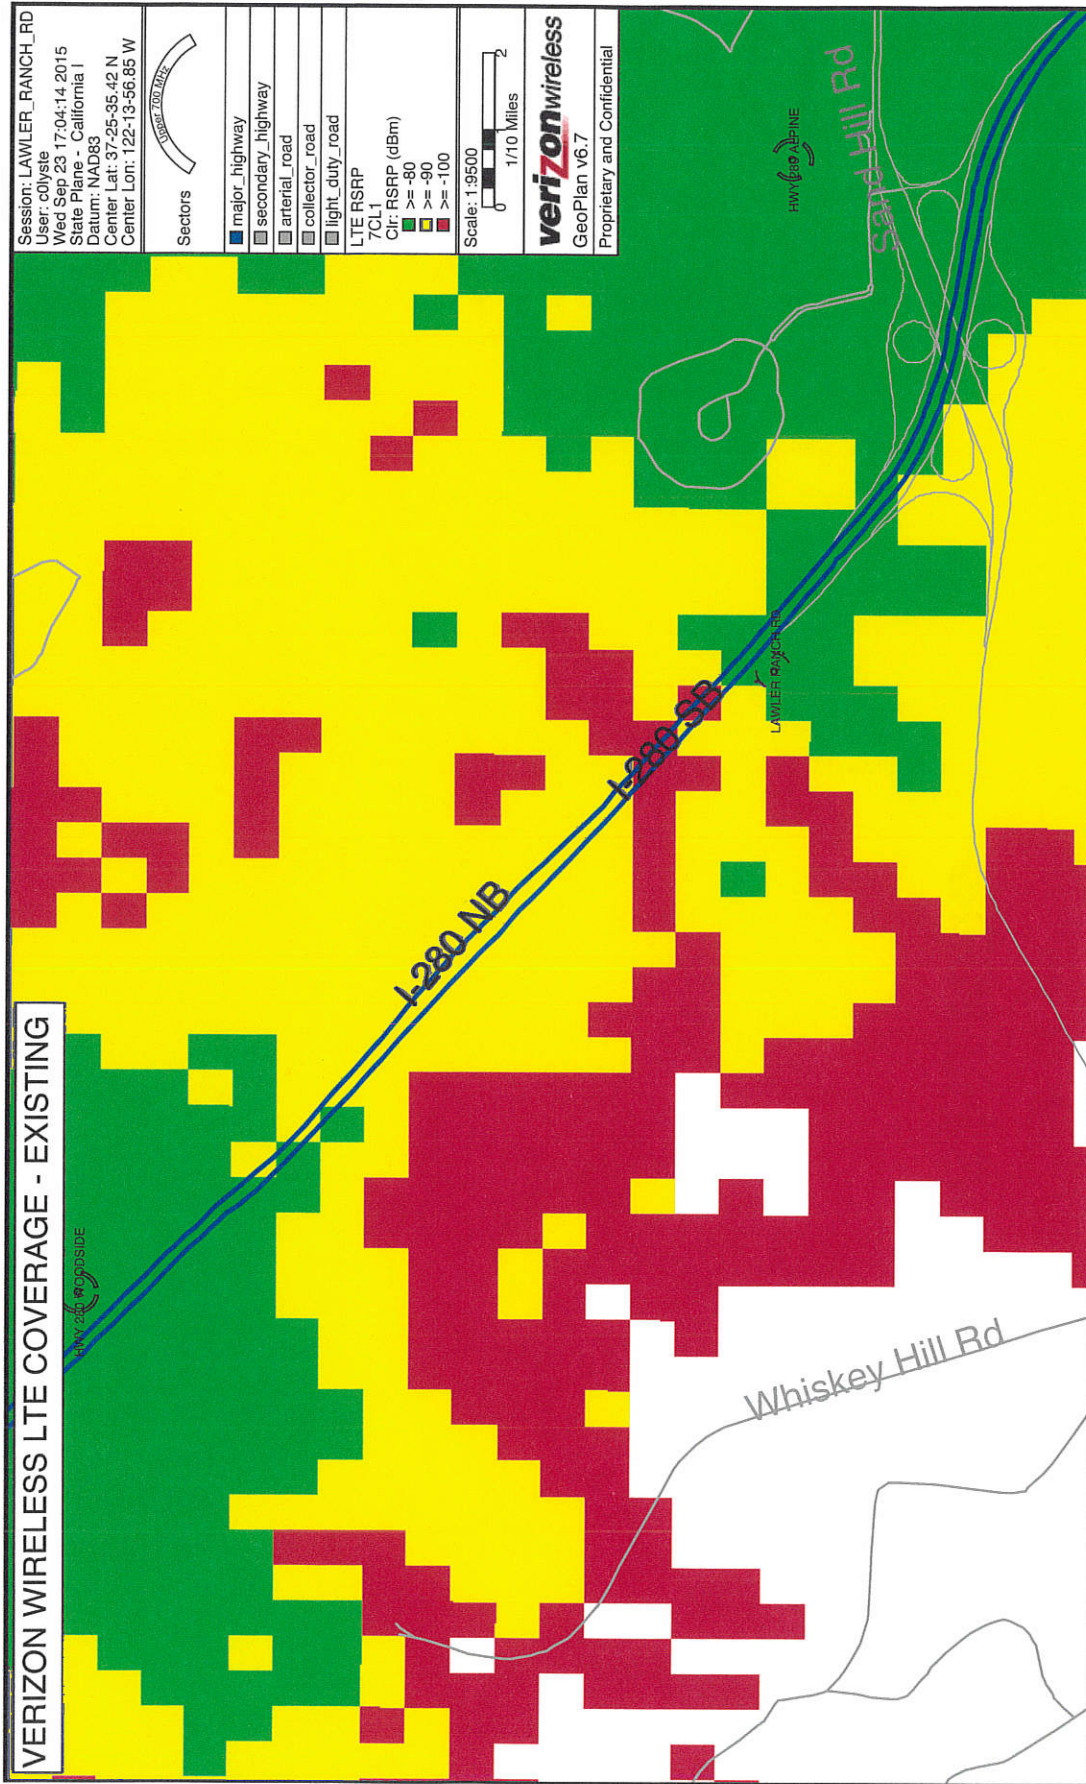 VERIZON WIRELESS LTE COVERAGE - EXISTING
Session: LAWLER_RANCH_RD
User: ollyste
Wed Sep 23 17:04:14 2015
State Plane - California I
Datum: NAD83
Center Lat: 37-25-35.42 N
Center Lon: 122-13-56.85 W
Upper 700 MHz
Sectors
major_highway
secondary_highway
arterial_road
collector_road
light_duty_road
LTE RSRP
7CL1
Clr: RSRP (dBm)
>= -80
>= -90
>= -100
Scale: 1:9500
0 2
1/10 Miles
verizonwireless
GeoPlan v6.7
Proprietary and Confidential
HWY 280 WOODSIDE
I-280 NB
I-280 SB
LAWLER RANCH RD
HWY 280 ALPINE
Sand Hill Rd
Whiskey Hill Rd